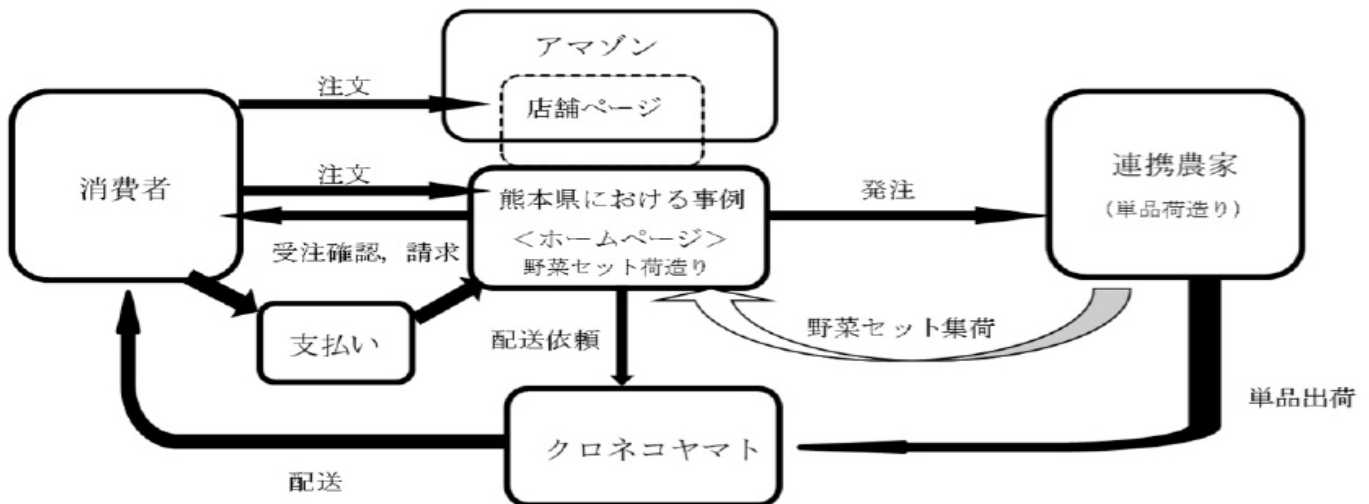 アマゾン
注文
店舗ページ
消費者
注文
熊本県における事例
<ホームページ>
野菜セット荷造り
発注
連携農家
(単品荷造り)
受注確認, 請求
支払い
配送依頼
野菜セット集荷
単品出荷
クロネコヤマト
配送